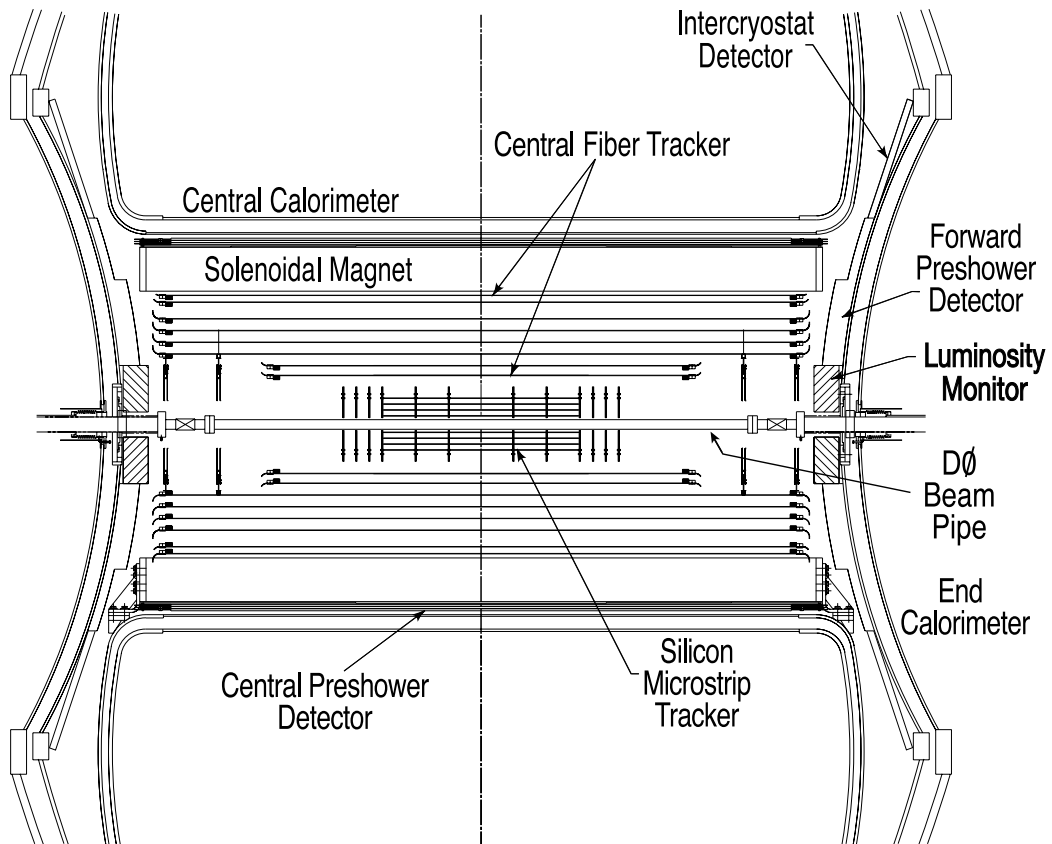 Intercryostat
Detector
Central Fiber Tracker
Central Calorimeter
Solenoidal Magnet
Forward
Preshower
Detector
Luminosity
Monitor
DØ
Beam
Pipe
End
Calorimeter
Silicon
Microstrip
Tracker
Central Preshower
Detector